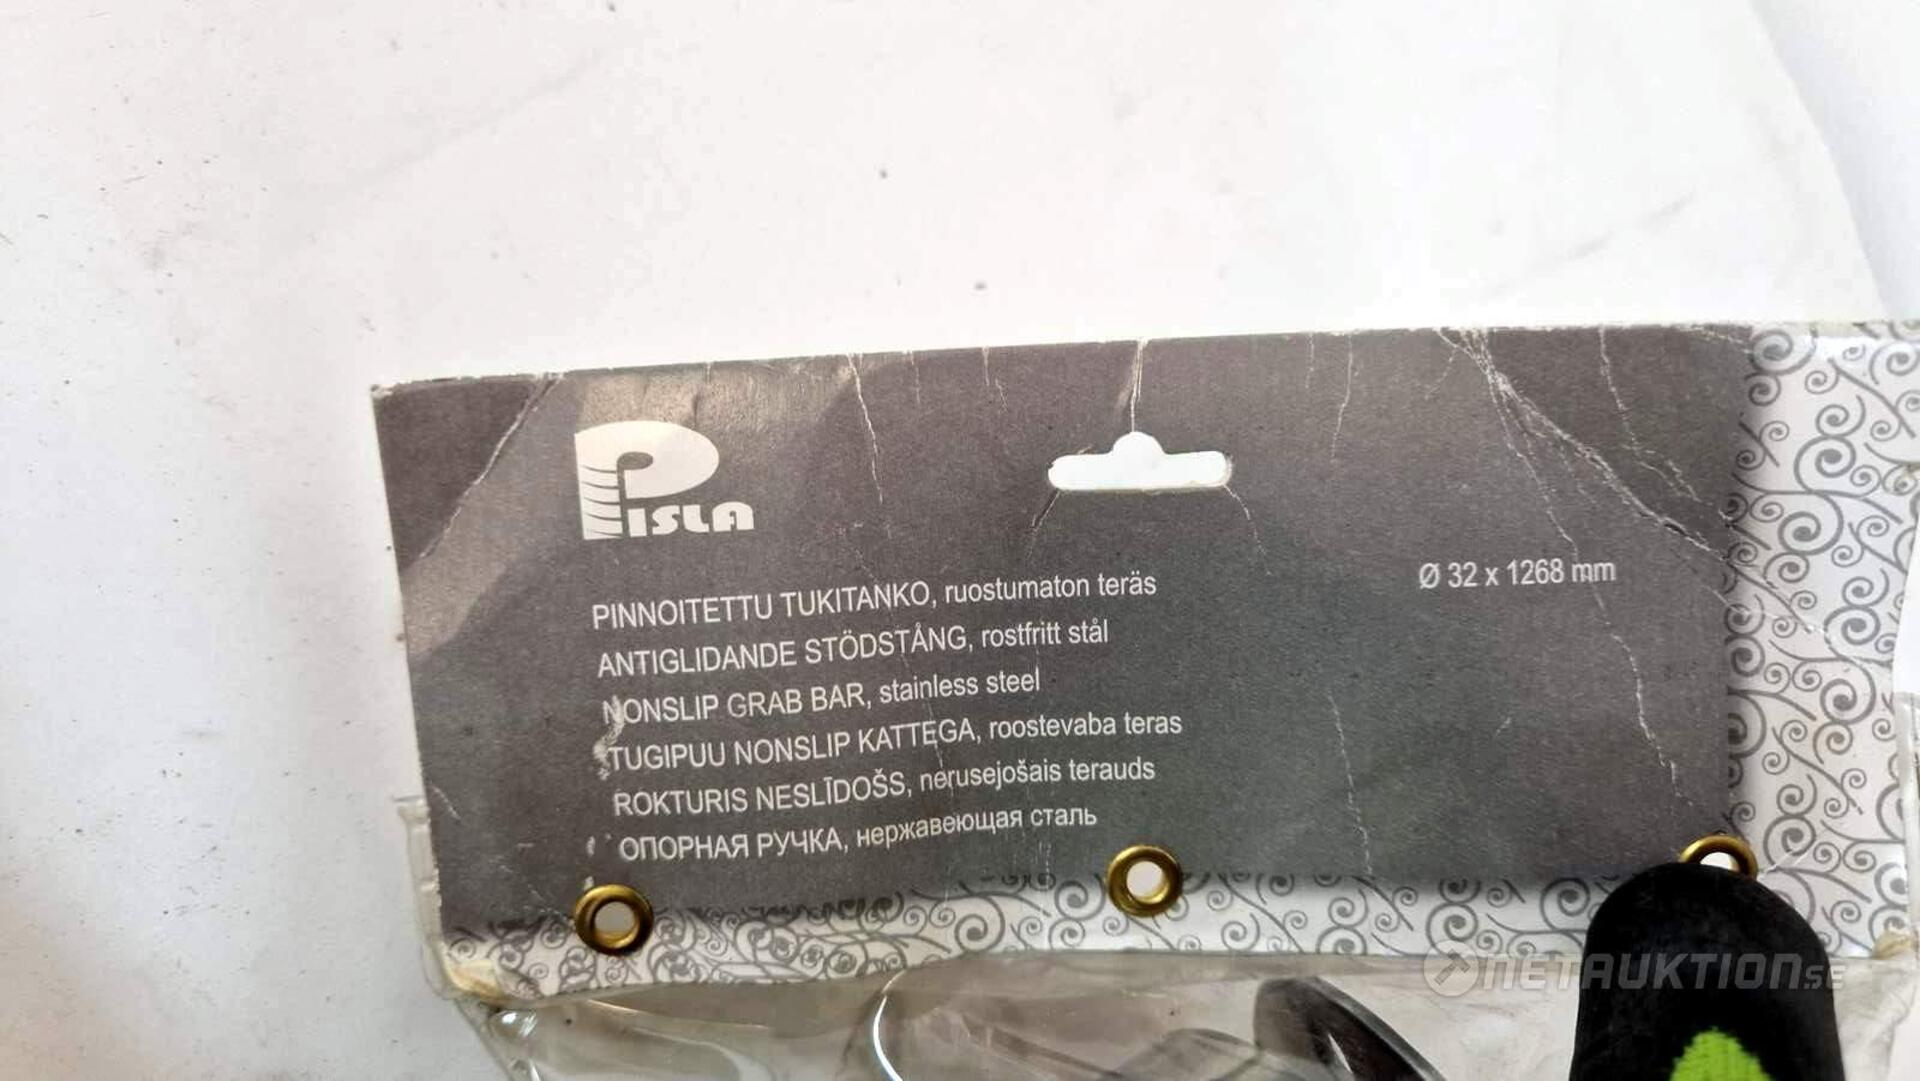 PISLA
PINNOITETTU TUKITANKO, ruostumaton teräs
ANTIGLIDANDE STÖDSTÅNG, rostfritt stål
NONSLIP GRAB BAR, stainless steel
TUGIPUU NONSLIP KATTEGA, roostevaba teras
ROKTURIS NESLĪDOŠS, nerusejošais terauds
ОПОРНАЯ РУЧКА, нержавеющая сталь
Ø 32 x 1268 mm
NETAUKTION.SE